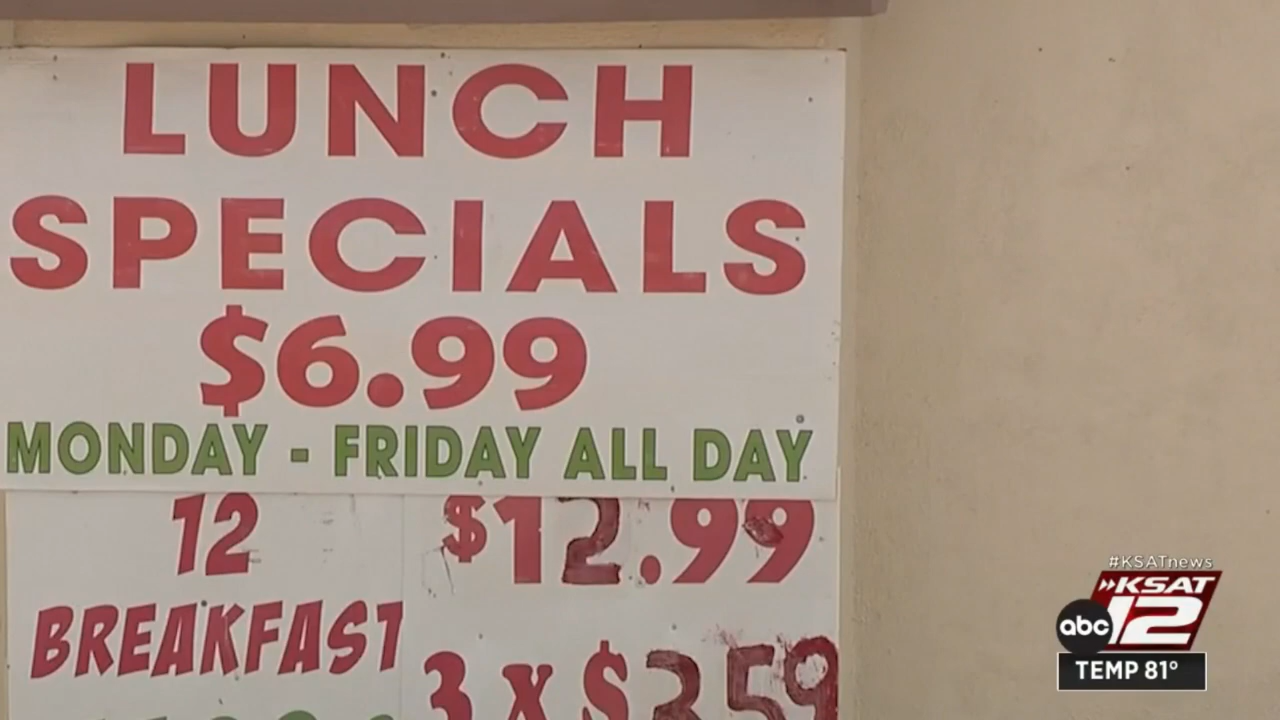 LUNCH
SPECIALS
$6.99
MONDAY - FRIDAY ALL DAY
12 $12.99
BREAKFAST
3 x $3.59
#KSATnews
KSAT
abc 12
TEMP 81°